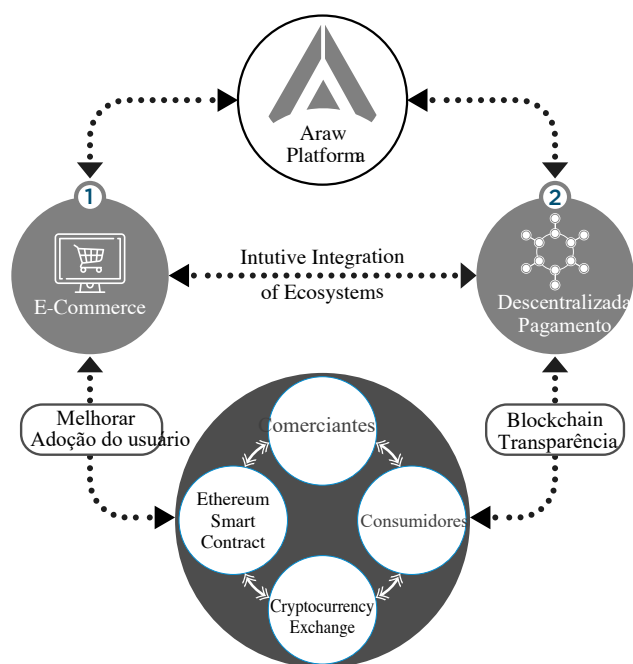 Araw
Platforma
1
2
Intutive Integration
of Ecosystems
E-Commerce
Descentralizada
Pagamento
Melhorar
Adoção do usuário
Blockchain
Transparência
Comerciantes
Ethereum
Smart
Contract
Consumidores
Cryptocurrency
Exchange